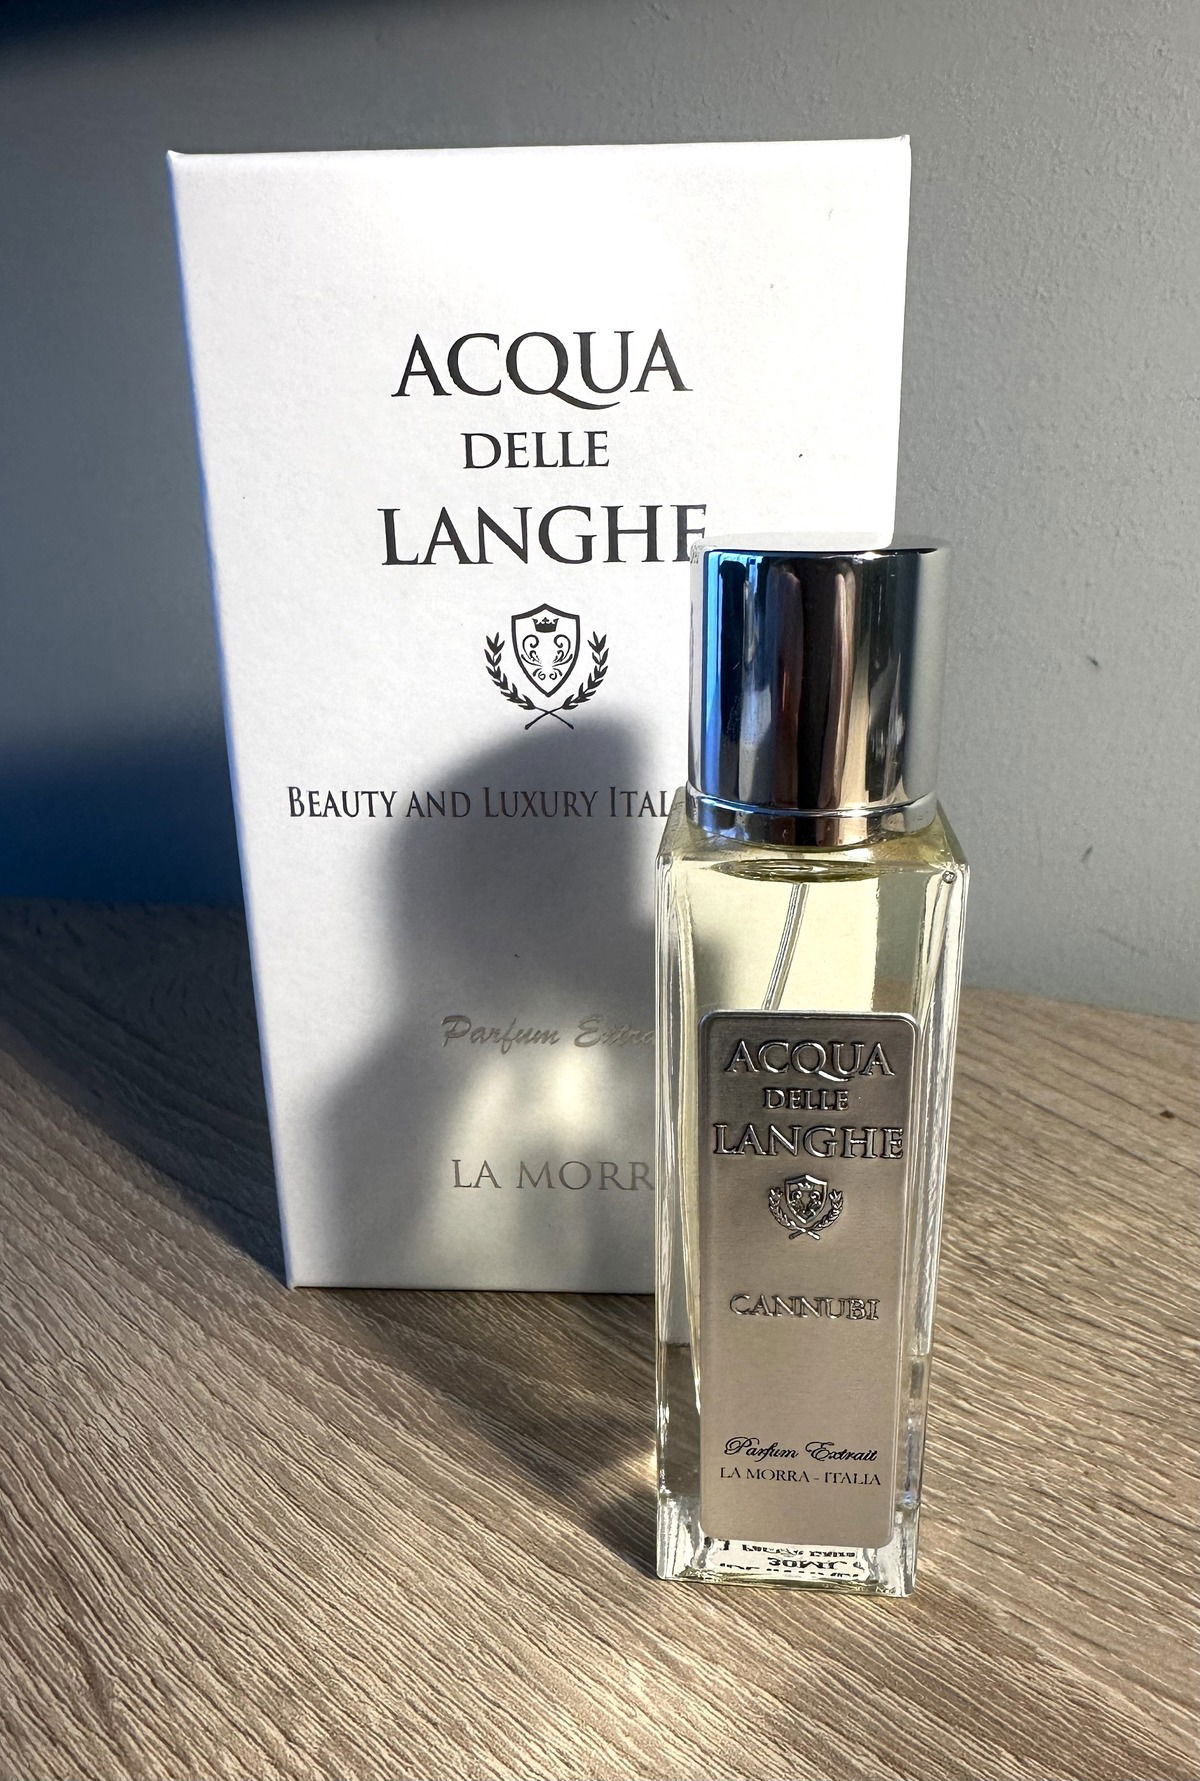 ACQUA
DELLE
LANGHE
BEAUTY AND LUXURY ITAL
Parfum Extra
LA MORR
ACQUA
DELLE
LANGHE
CANNUBI
Parfum Extrait
LA MORRA - ITALIA
30ML